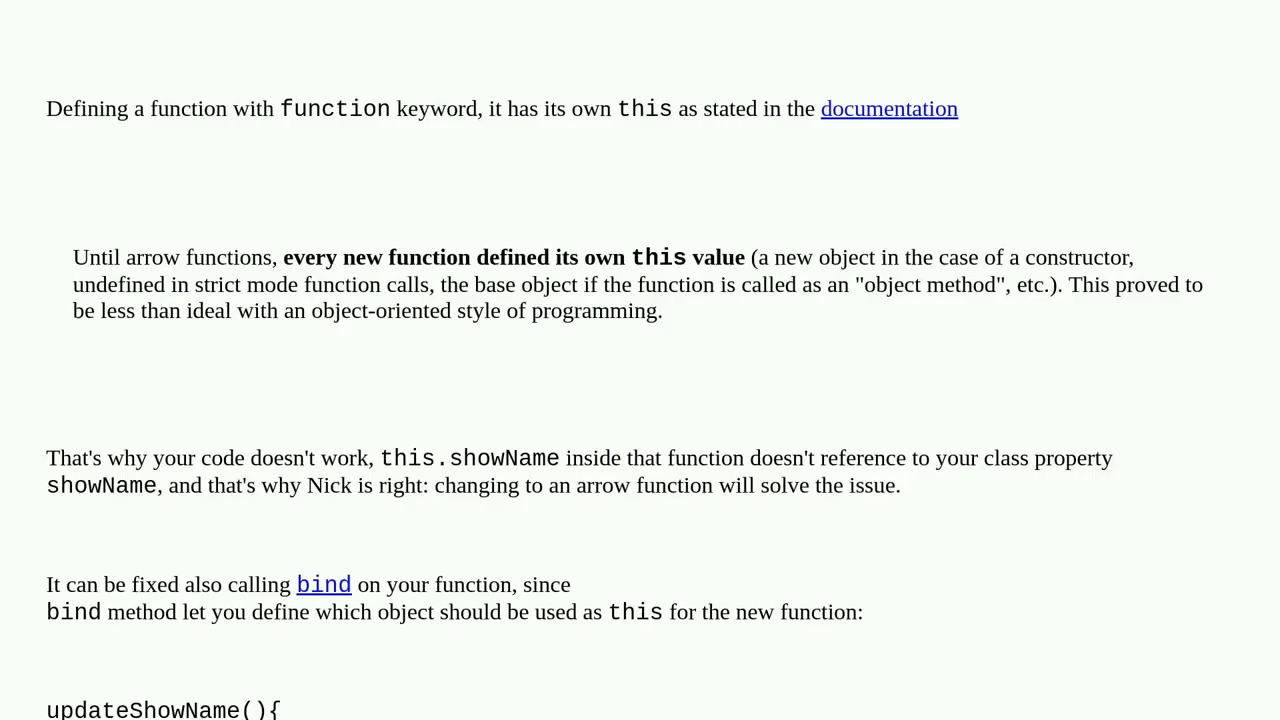 Defining a function with function keyword, it has its own this as stated in the documentation
Until arrow functions, every new function defined its own this value (a new object in the case of a constructor,
undefined in strict mode function calls, the base object if the function is called as an "object method", etc.). This proved to
be less than ideal with an object-oriented style of programming.
That's why your code doesn't work, this.showName inside that function doesn't reference to your class property
showName, and that's why Nick is right: changing to an arrow function will solve the issue.
It can be fixed also calling bind on your function, since
bind method let you define which object should be used as this for the new function:
updateShowName(){